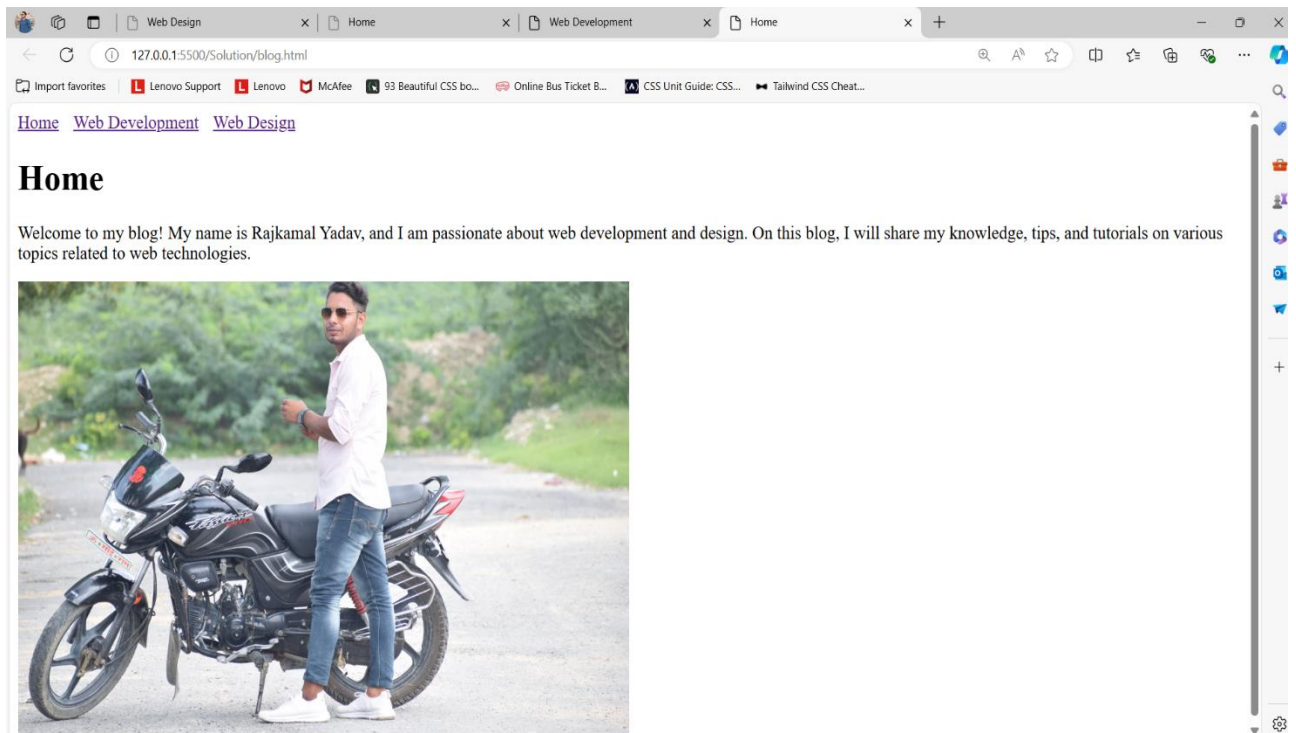 Web Design
Home
Web Development
Home
127.0.0.1:5500/Solution/blog.html
Import favorites
Lenovo Support
Lenovo
McAfee
93 Beautiful CSS bo...
Online Bus Ticket B...
CSS Unit Guide: CSS...
Tailwind CSS Cheat...
Home Web Development Web Design
Home
Welcome to my blog! My name is Rajkamal Yadav, and I am passionate about web development and design. On this blog, I will share my knowledge, tips, and tutorials on various
topics related to web technologies.